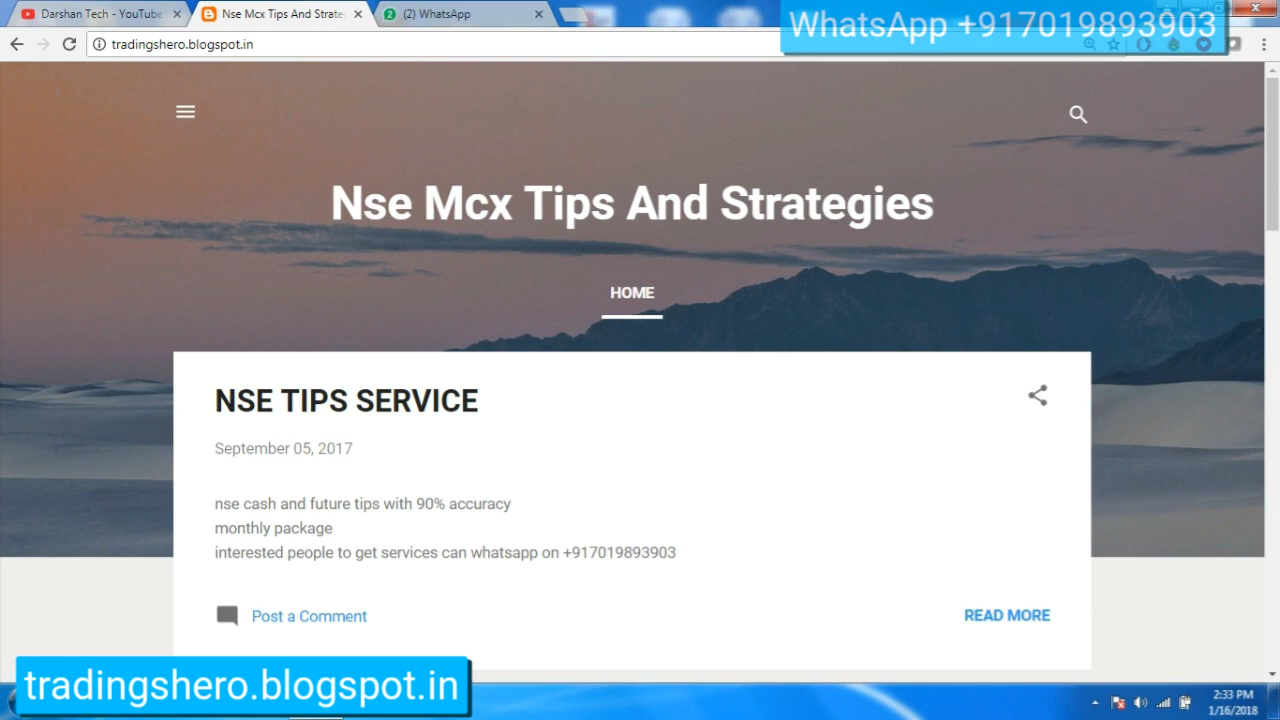 Darshan Tech - YouTube
Nse Mcx Tips And Strate
(2) WhatsApp
WhatsApp +917019893903
tradingshero.blogspot.in
Nse Mcx Tips And Strategies
HOME
NSE TIPS SERVICE
September 05, 2017
nse cash and future tips with 90% accuracy
monthly package
interested people to get services can whatsapp on +917019893903
Post a Comment
READ MORE
tradingshero.blogspot.in
2:33 PM
1/16/2018